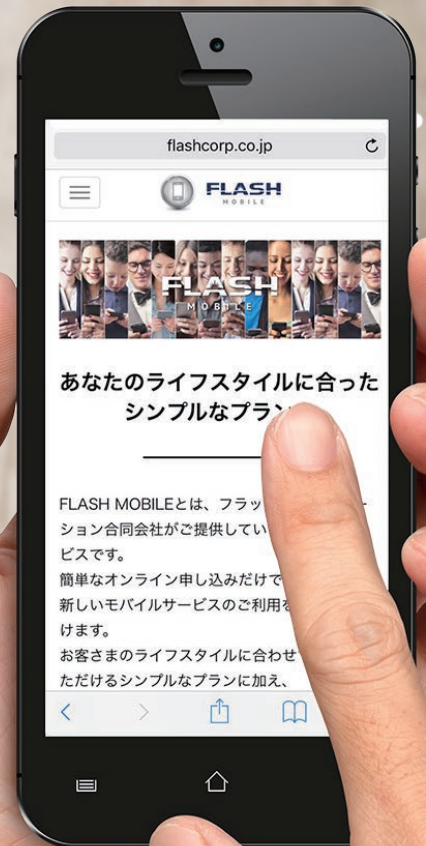 flashcorp.co.jp
FLASH
MOBILE
FLASH
MOBILE
あなたのライフスタイルに合った
シンプルなプラン
FLASH MOBILEとは、フラッ
ション合同会社がご提供してい
ビスです。
簡単なオンライン申し込みだけで
新しいモバイルサービスのご利用を
けます。
お客さまのライフスタイルに合わせ
ただけるシンプルなプランに加え、